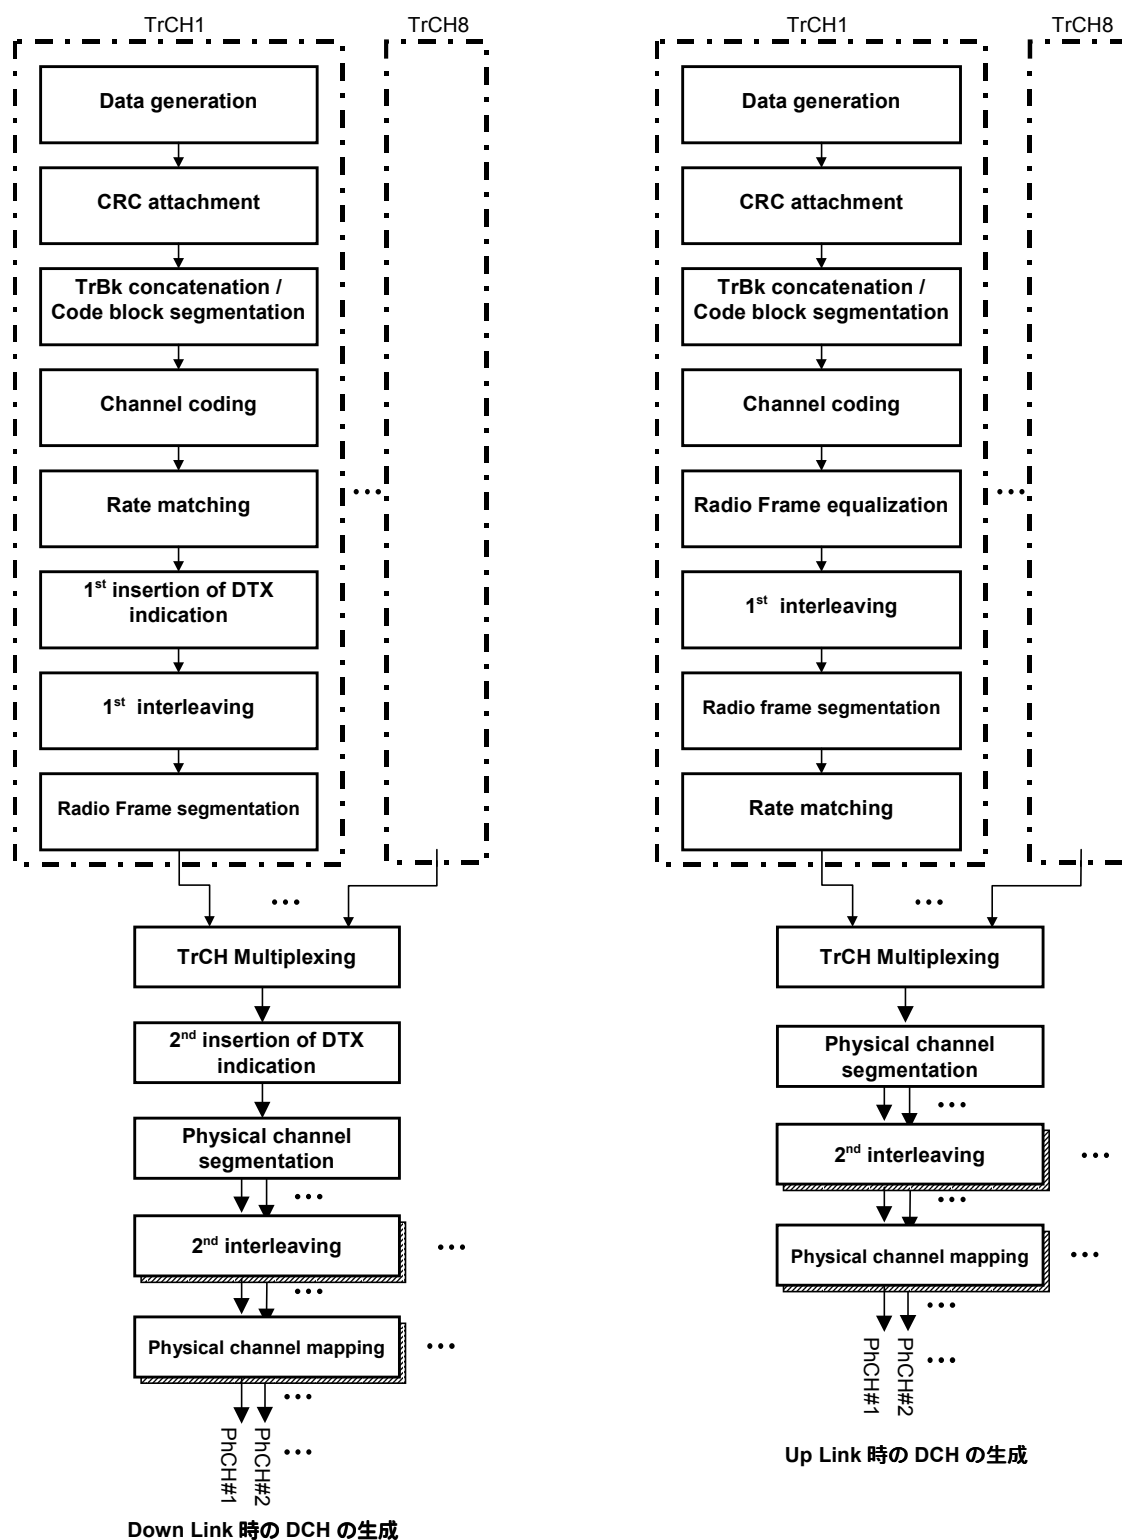 TrCH1
TrCH8
Data generation
CRC attachment
TrBk concatenation /
Code block segmentation
Channel coding
Rate matching
...
1st insertion of DTX
indication
1st interleaving
Radio Frame segmentation
...
TrCH Multiplexing
2nd insertion of DTX
indication
Physical channel
segmentation
...
2nd interleaving
...
...
Physical channel mapping
...
...
PhCH#1
PhCH#2
...
Down Link 時の DCH の生成
TrCH1
TrCH8
Data generation
CRC attachment
TrBk concatenation /
Code block segmentation
Channel coding
Radio Frame equalization
...
1st interleaving
Radio frame segmentation
Rate matching
...
TrCH Multiplexing
Physical channel
segmentation
...
2nd interleaving
...
...
Physical channel mapping
...
...
PhCH#1
PhCH#2
...
Up Link 時の DCH の生成